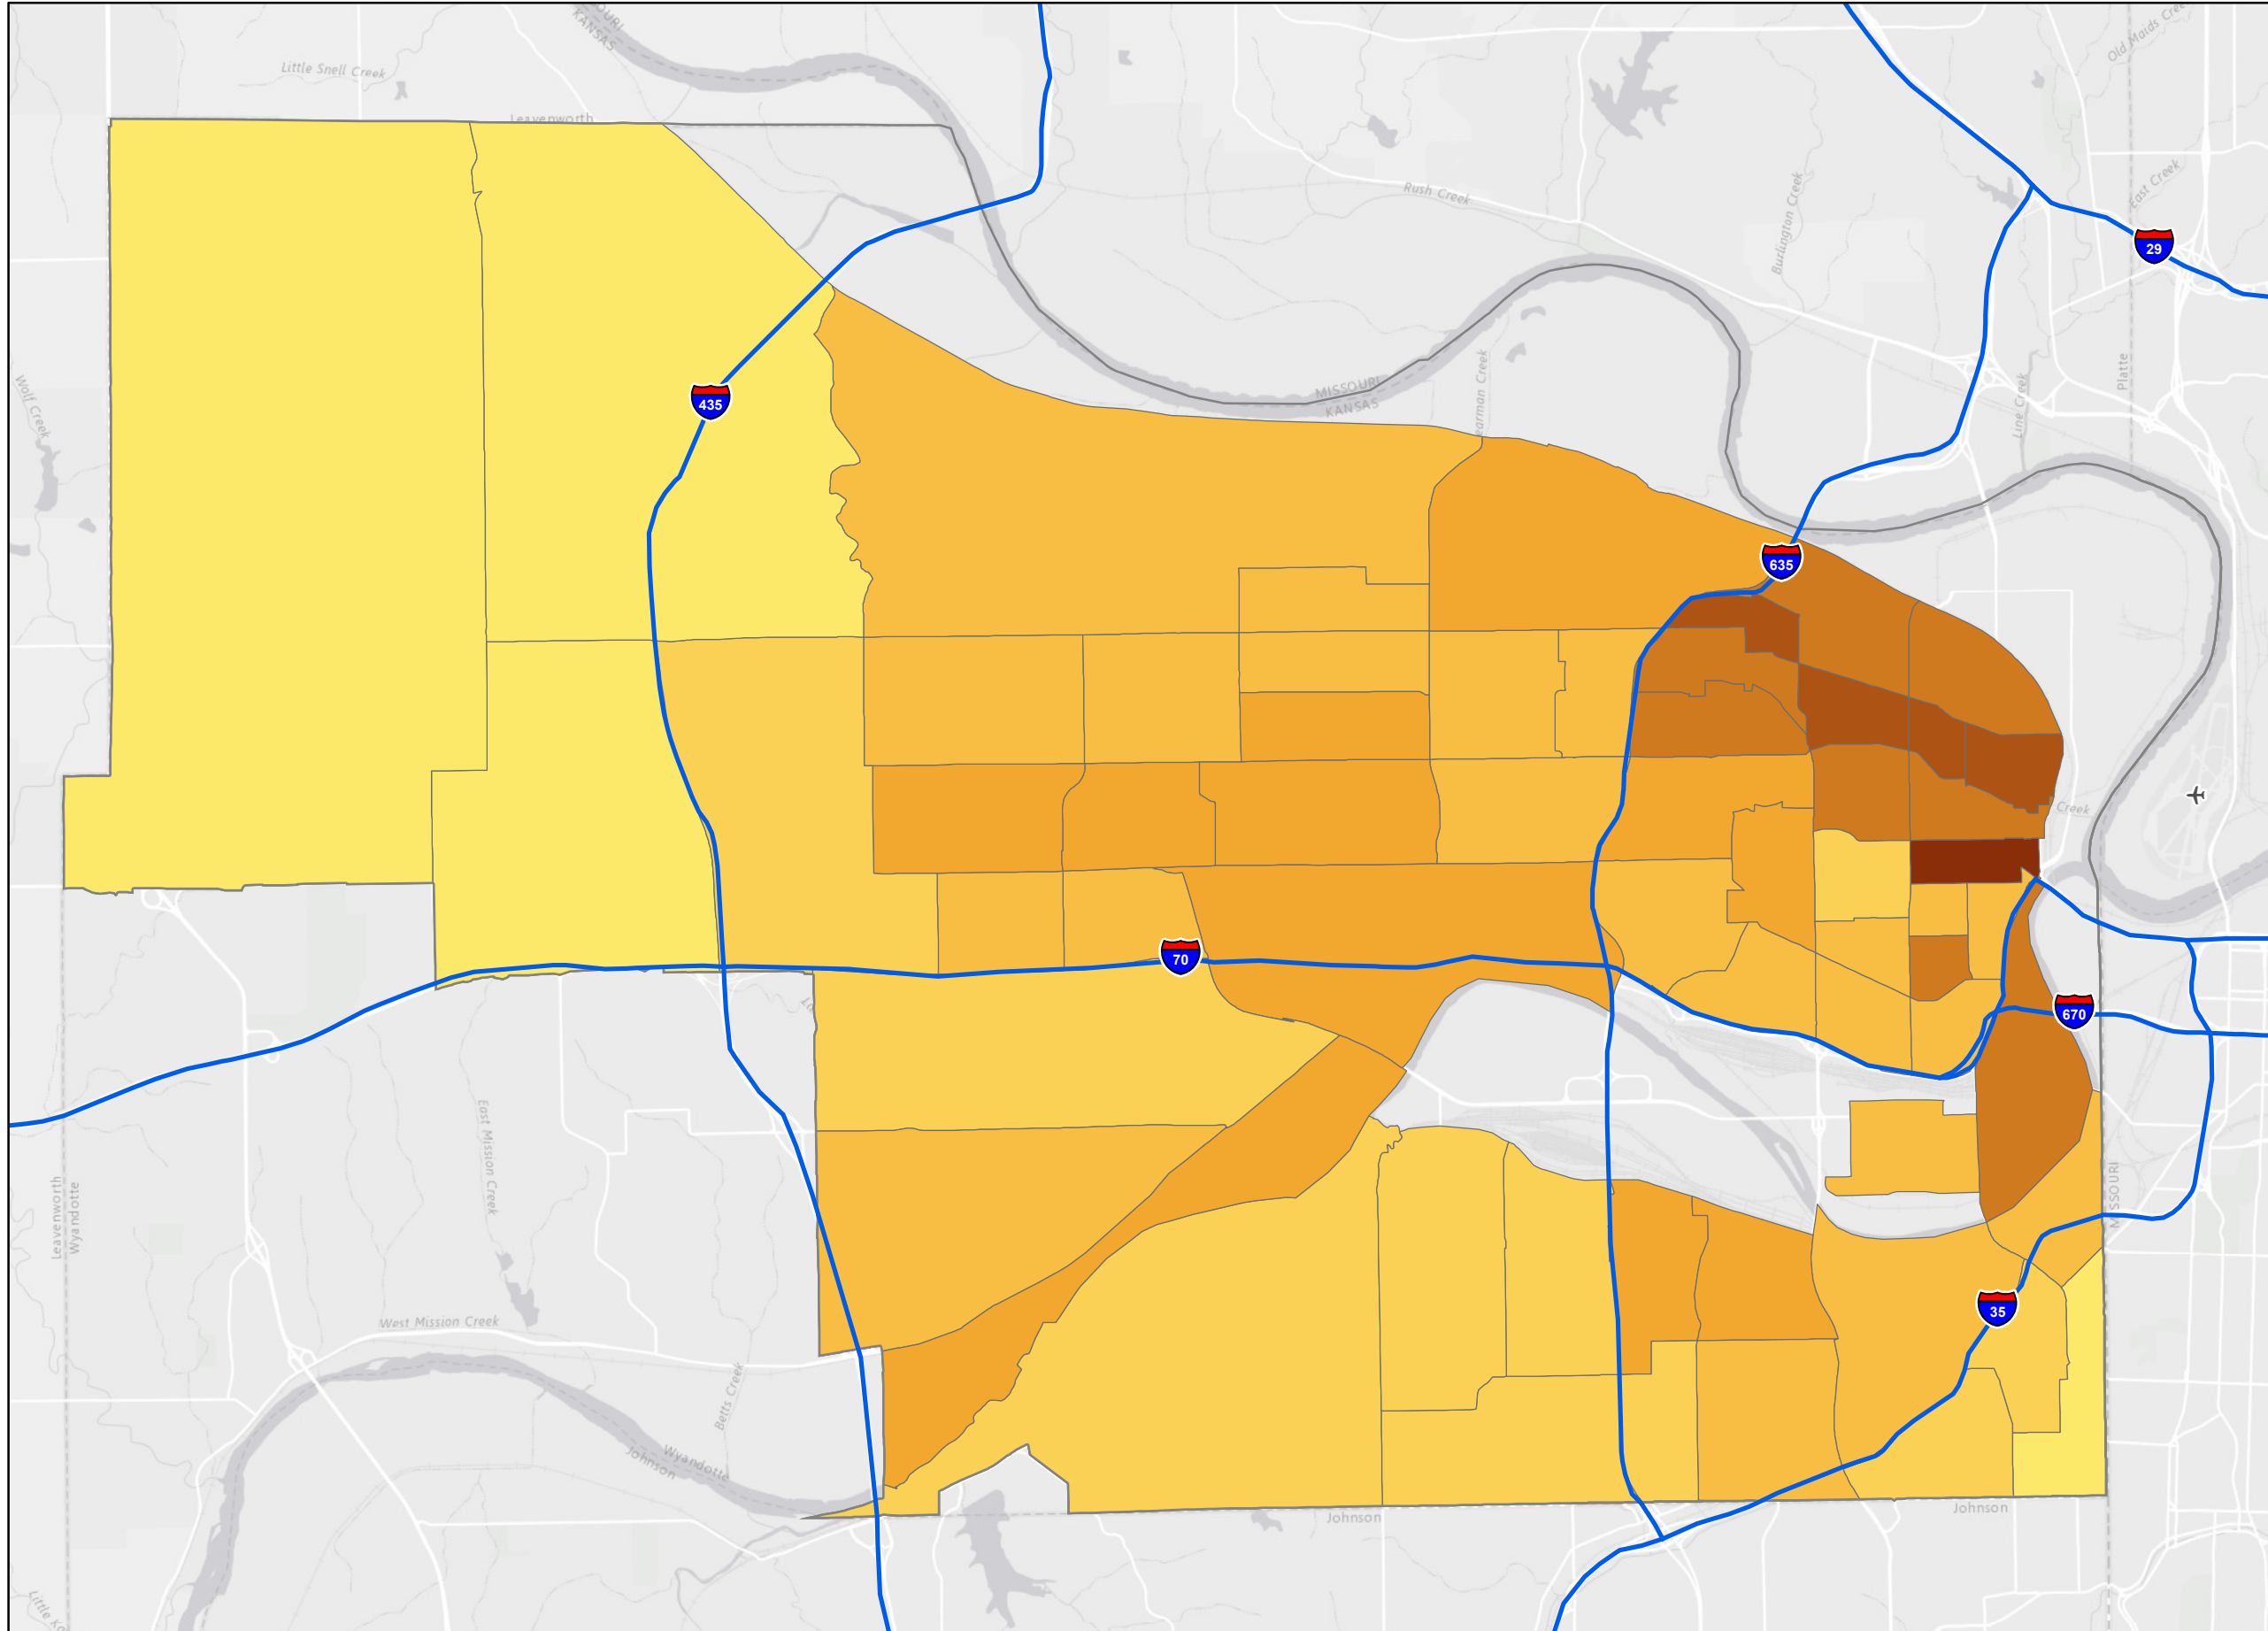 MISSOURI
KANSAS
Little Snell Creek
Leavenworth
Old Maids Creek
Rush Creek
East Creek
Burlington Creek
29
Platte
MISSOURI
KANSAS
Wolf Creek
435
Line Creek
635
Creek
70
670
East Mission Creek
Leavenworth
Wyandotte
MISSOURI
35
West Mission Creek
Betts Creek
Wyandotte
Johnson
Johnson
Johnson